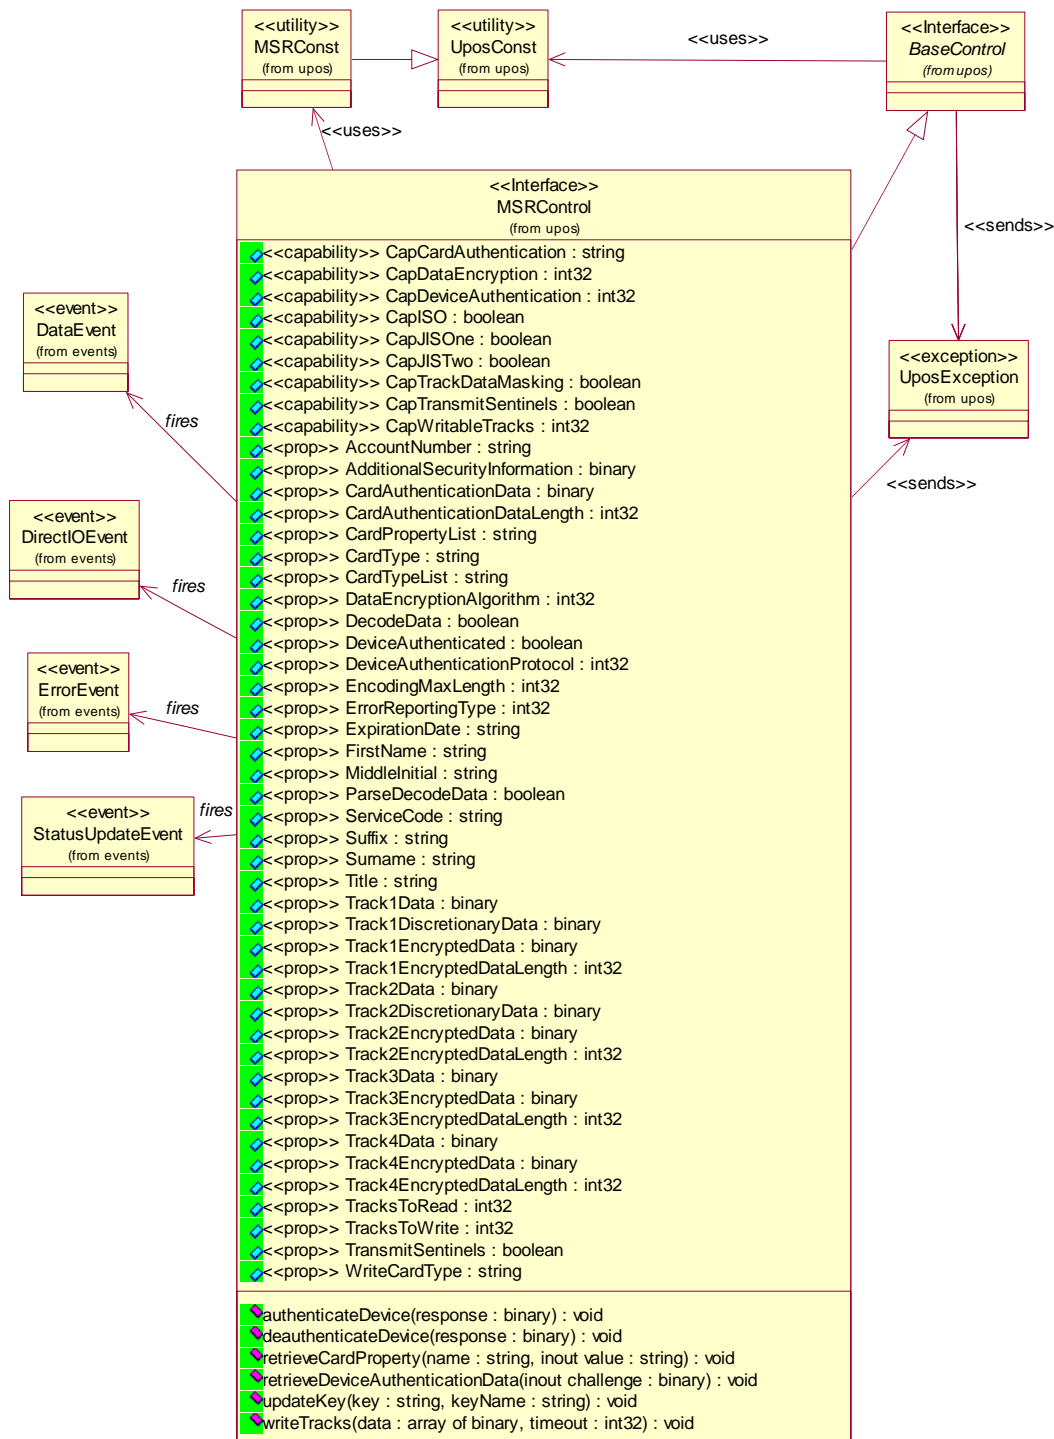 <<utility>>
MSRConst
(from upos)
<<utility>>
UposConst
(from upos)
<<uses>>
<<Interface>>
BaseControl
(from upos)
<<uses>>
<<sends>>
<<Interface>>
MSRControl
(from upos)
<<capability>> CapCardAuthentication : string
<<capability>> CapDataEncryption : int32
<<capability>> CapDeviceAuthentication : int32
<<capability>> CapISO : boolean
<<capability>> CapJISOne : boolean
<<capability>> CapJISTwo : boolean
<<capability>> CapTrackDataMasking : boolean
<<capability>> CapTransmitSentinels : boolean
<<capability>> CapWritableTracks : int32
<<prop>> AccountNumber : string
<<prop>> AdditionalSecurityInformation : binary
<<prop>> CardAuthenticationData : binary
<<prop>> CardAuthenticationDataLength : int32
<<prop>> CardPropertyList : string
<<prop>> CardType : string
<<prop>> CardTypeList : string
<<prop>> DataEncryptionAlgorithm : int32
<<prop>> DecodeData : boolean
<<prop>> DeviceAuthenticated : boolean
<<prop>> DeviceAuthenticationProtocol : int32
<<prop>> EncodingMaxLength : int32
<<prop>> ErrorReportingType : int32
<<prop>> ExpirationDate : string
<<prop>> FirstName : string
<<prop>> MiddleInitial : string
<<prop>> ParseDecodeData : boolean
<<prop>> ServiceCode : string
<<prop>> Suffix : string
<<prop>> Surname : string
<<prop>> Title : string
<<prop>> Track1Data : binary
<<prop>> Track1DiscretionaryData : binary
<<prop>> Track1EncryptedData : binary
<<prop>> Track1EncryptedDataLength : int32
<<prop>> Track2Data : binary
<<prop>> Track2DiscretionaryData : binary
<<prop>> Track2EncryptedData : binary
<<prop>> Track2EncryptedDataLength : int32
<<prop>> Track3Data : binary
<<prop>> Track3EncryptedData : binary
<<prop>> Track3EncryptedDataLength : int32
<<prop>> Track4Data : binary
<<prop>> Track4EncryptedData : binary
<<prop>> Track4EncryptedDataLength : int32
<<prop>> TracksToRead : int32
<<prop>> TracksToWrite : int32
<<prop>> TransmitSentinels : boolean
<<prop>> WriteCardType : string
authenticateDevice(response : binary) : void
deauthenticateDevice(response : binary) : void
retrieveCardProperty(name : string, inout value : string) : void
retrieveDeviceAuthenticationData(inout challenge : binary) : void
updateKey(key : string, keyName : string) : void
writeTracks(data : array of binary, timeout : int32) : void
<<event>>
DataEvent
(from events)
fires
<<event>>
DirectIOEvent
(from events)
fires
<<event>>
ErrorEvent
(from events)
fires
<<event>>
StatusUpdateEvent
(from events)
fires
<<exception>>
UposException
(from upos)
<<sends>>